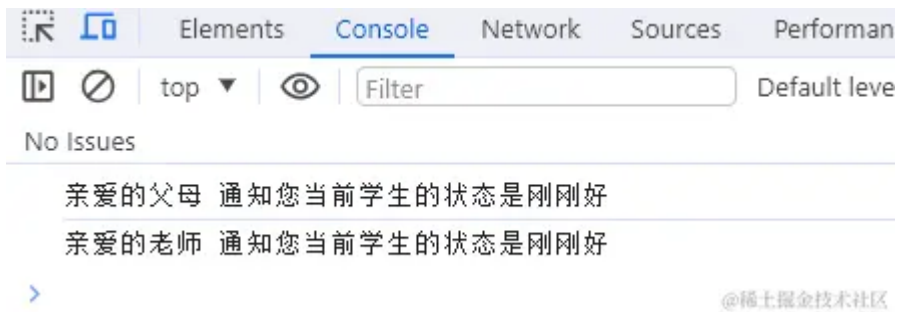 Elements Console Network Sources Performan
top ▼ Filter Default leve
No Issues
亲爱的父母 通知您当前学生的状态是刚刚好
亲爱的老师 通知您当前学生的状态是刚刚好
@稀土掘金技术社区